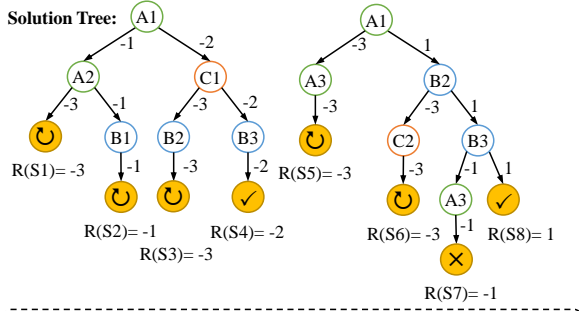 Solution Tree:
A1
A1
-1
-2
-3
1
A2
C1
A3
B2
-3
-1
-3
-2
-3
-3
1
B1
B2
B3
C2
B3
R(S1)= -3
-1
-3
-2
R(S5)= -3
-3
-1
1
A3
R(S2)= -1
R(S4)= -2
R(S6)= -3
-1
R(S8)= 1
R(S3)= -3
R(S7)= -1